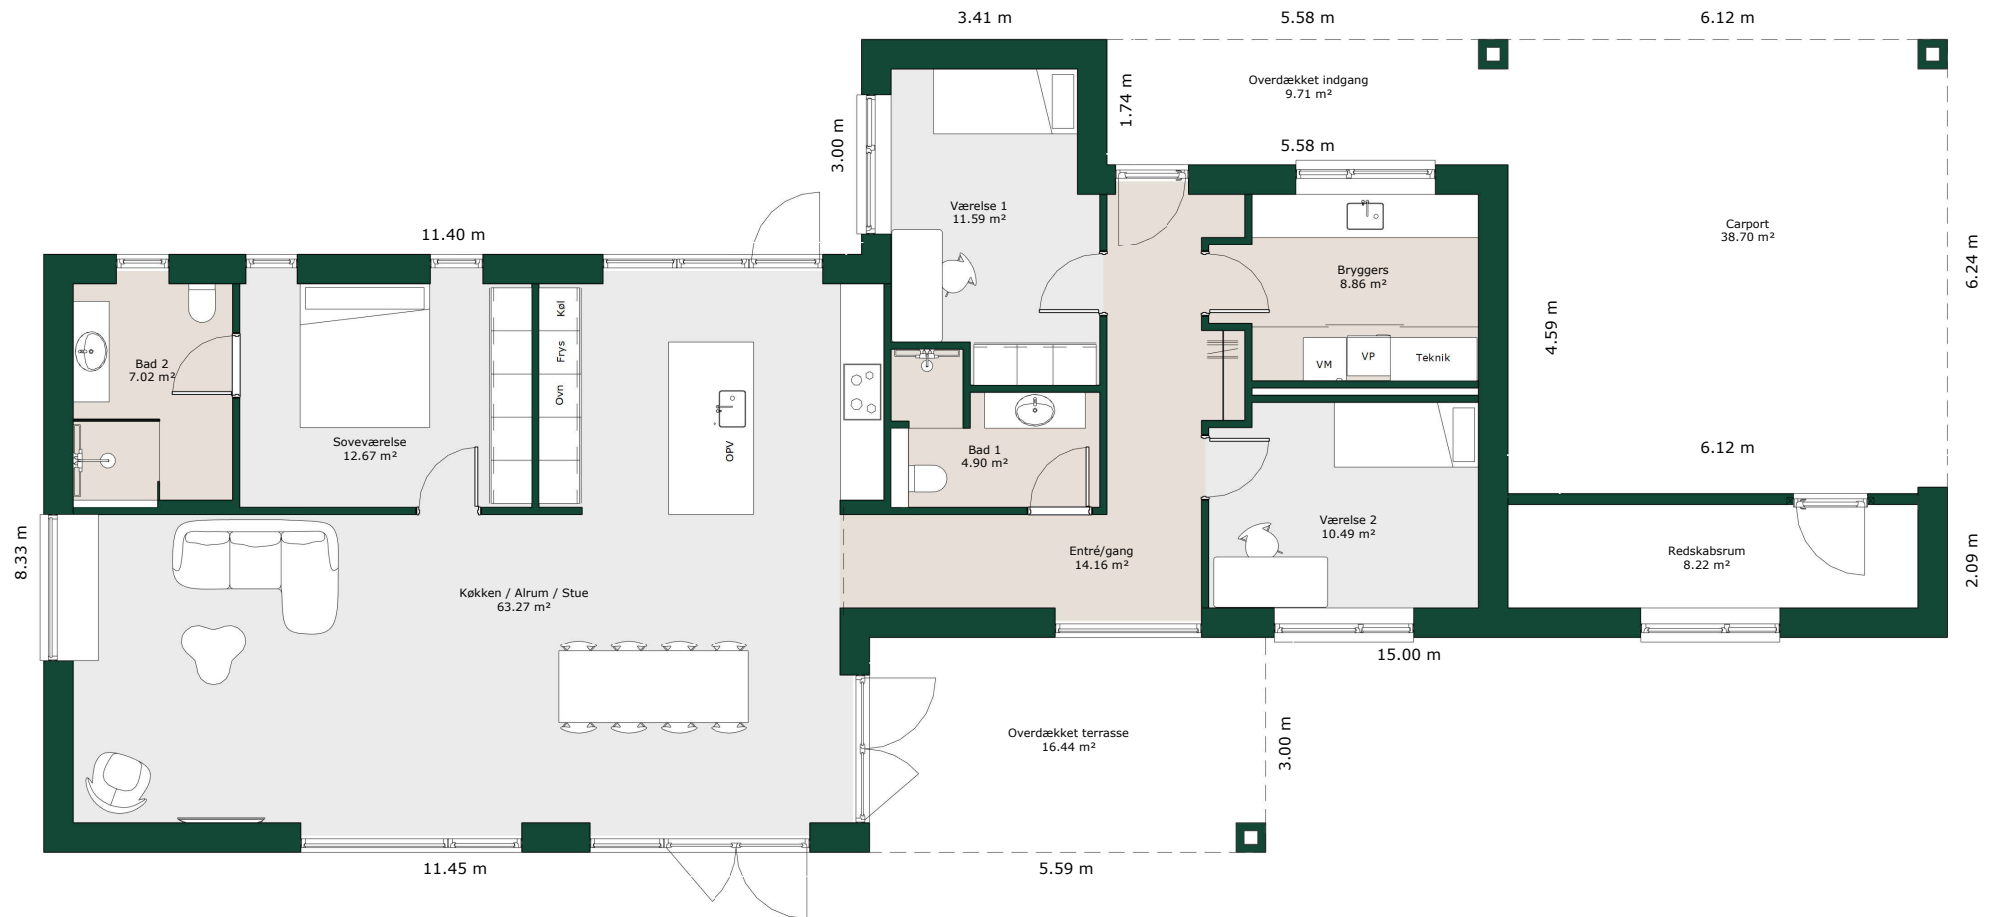 3.41 m
5.58 m
6.12 m
1.74 m
Overdækket indgang
9.71 m²
3.00 m
5.58 m
Værelse 1
11.59 m²
Carport
38.70 m²
11.40 m
6.24 m
Bryggers
8.86 m²
Køl
Frys
Ovn
4.59 m
Bad 2
7.02 m²
VM
VP
Teknik
Soveværelse
12.67 m²
OPV
Bad 1
4.90 m²
6.12 m
Værelse 2
10.49 m²
8.33 m
Entré/gang
14.16 m²
Redskabsrum
8.22 m²
2.09 m
Køkken / Alrum / Stue
63.27 m²
15.00 m
Overdækket terrasse
16.44 m²
3.00 m
11.45 m
5.59 m